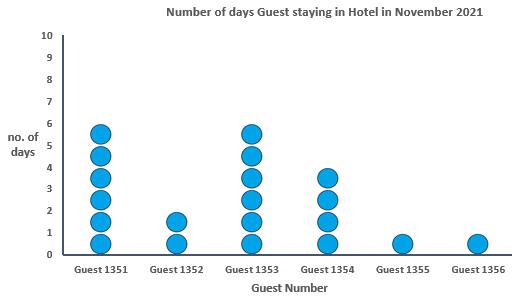 Number of days Guest staying in Hotel in November 2021
10
9
8
7
6
5
4
3
2
1
0
no. of
days
Guest 1351 Guest 1352 Guest 1353 Guest 1354 Guest 1355 Guest 1356
Guest Number